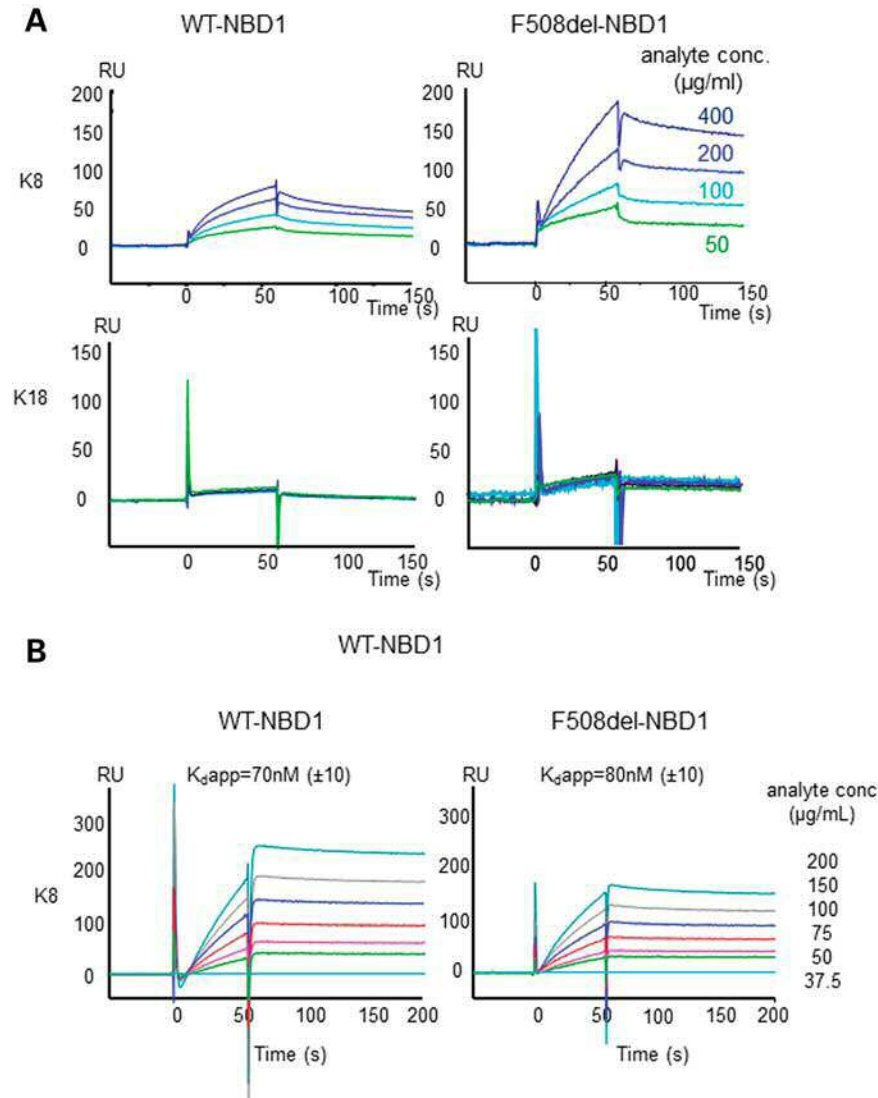 A
WT-NBD1
F508del-NBD1
analyte conc.
(µg/ml)
RU
200
150
100
50
0
K8
0 50 100 150
Time (s)
RU
200
150
100
50
0
400
200
100
50
0 50 100 150
Time (s)
RU
150
100
50
0
K18
0 50 100 150
Time (s)
RU
150
100
50
0
0 50 100 150
Time (s)
B
WT-NBD1
WT-NBD1
F508del-NBD1
RU
Kdapp=70nM (±10)
300
200
100
0
K8
0 50 100 150 200
Time (s)
RU
Kdapp=80nM (±10)
300
200
100
0
0 50 100 150 200
Time (s)
analyte conc
(µg/mL)
200
150
100
75
50
37.5